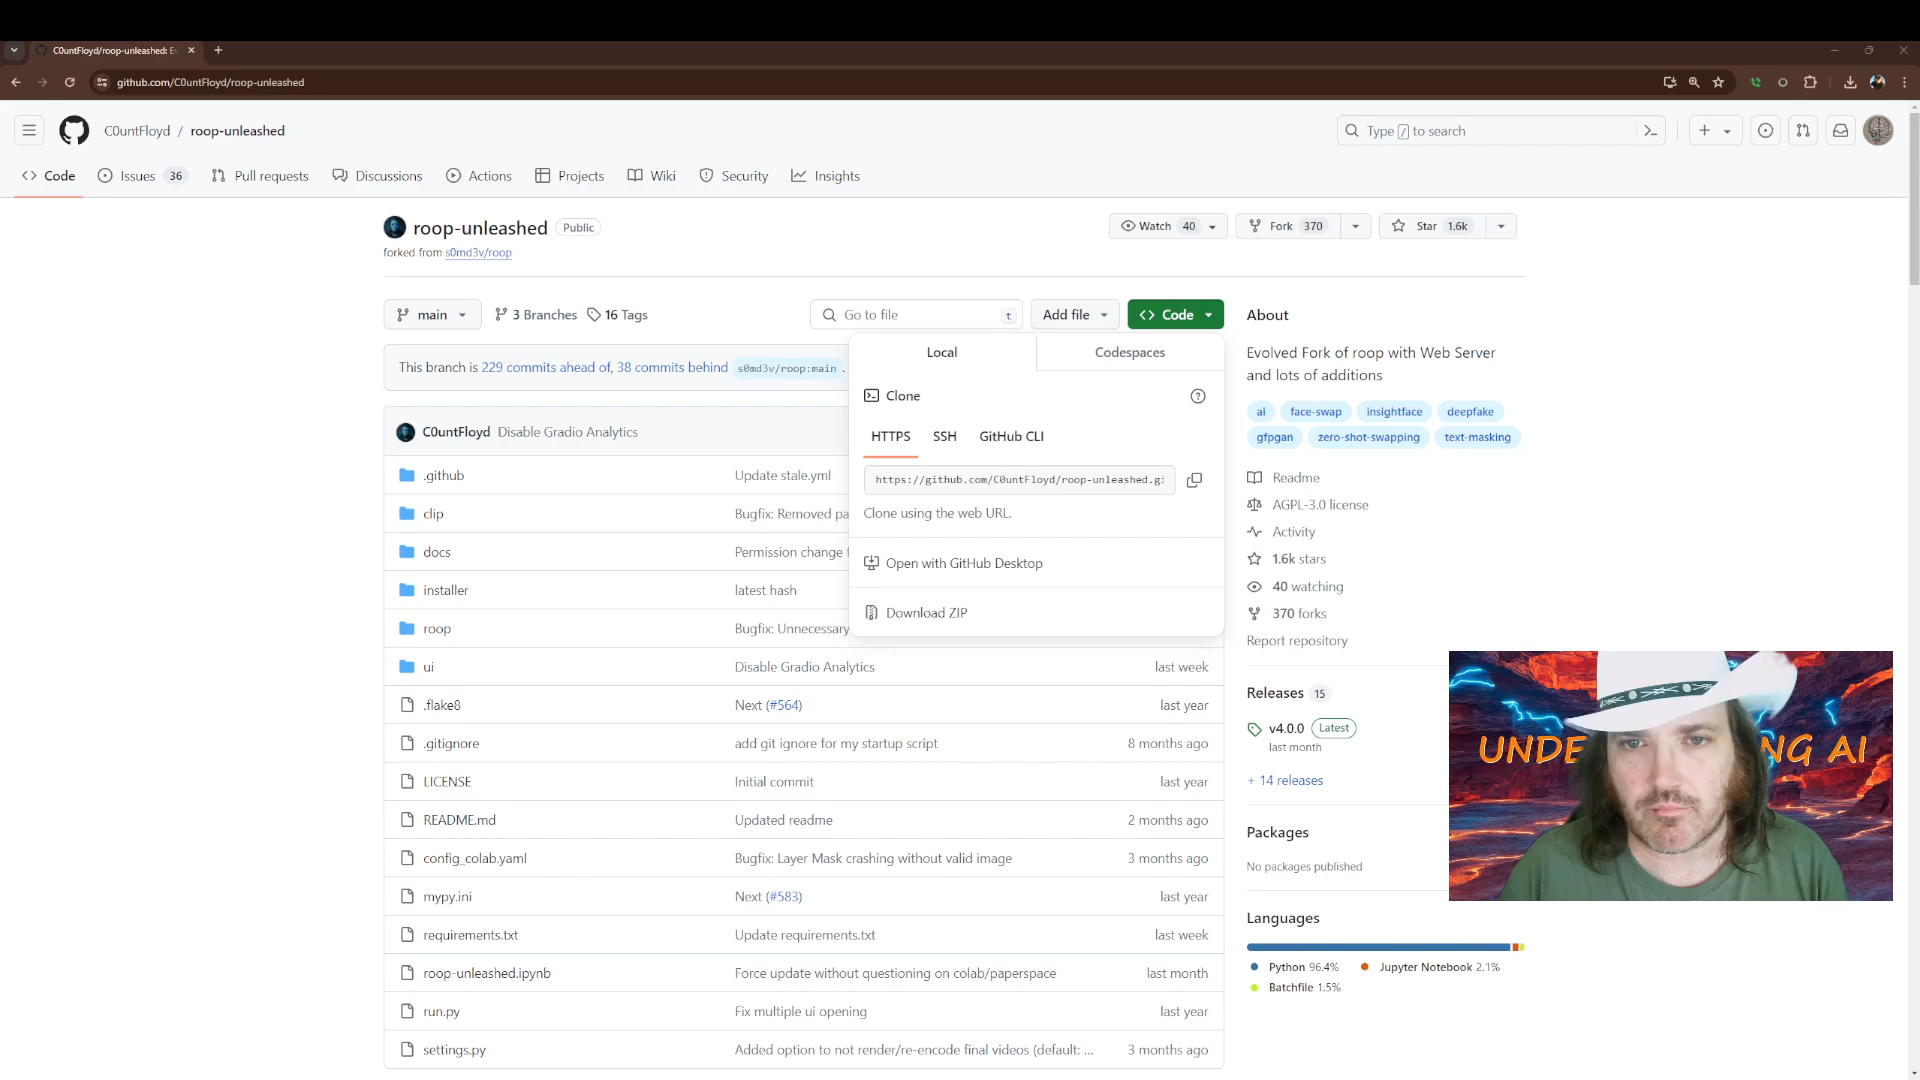 C0untFloyd/roop-unleashed: Ev
github.com/C0untFloyd/roop-unleashed
C0untFloyd / roop-unleashed
Type / to search
Code
Issues 36
Pull requests
Discussions
Actions
Projects
Wiki
Security
Insights
roop-unleashed Public
forked from s0md3v/roop
Watch 40
Fork 370
Star 1.6k
main
3 Branches
16 Tags
Go to file t
Add file
Code
This branch is 229 commits ahead of, 38 commits behind s0md3v/roop:main .
Local
Codespaces
Clone
HTTPS SSH GitHub CLI
https://github.com/C0untFloyd/roop-unleashed.gi
Clone using the web URL.
Open with GitHub Desktop
Download ZIP
C0untFloyd Disable Gradio Analytics
.github Update stale.yml
clip Bugfix: Removed pa
docs Permission change f
installer latest hash
roop Bugfix: Unnecessary
ui Disable Gradio Analytics last week
.flake8 Next (#564) last year
.gitignore add git ignore for my startup script 8 months ago
LICENSE Initial commit last year
README.md Updated readme 2 months ago
config_colab.yaml Bugfix: Layer Mask crashing without valid image 3 months ago
mypy.ini Next (#583) last year
requirements.txt Update requirements.txt last week
roop-unleashed.ipynb Force update without questioning on colab/paperspace last month
run.py Fix multiple ui opening last year
settings.py Added option to not render/re-encode final videos (default: ... 3 months ago
About
Evolved Fork of roop with Web Server
and lots of additions
ai face-swap insightface deepfake
gfpgan zero-shot-swapping text-masking
Readme
AGPL-3.0 license
Activity
1.6k stars
40 watching
370 forks
Report repository
Releases 15
v4.0.0 Latest
last month
+ 14 releases
Packages
No packages published
Languages
Python 96.4% Jupyter Notebook 2.1%
Batchfile 1.5%
UNDE NG AI